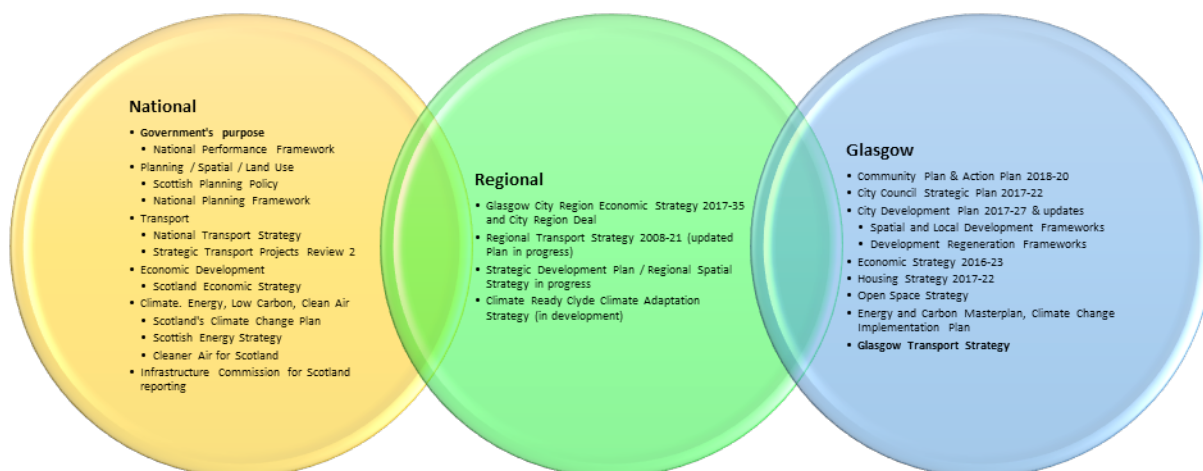 National
• Government's purpose
• National Performance Framework
• Planning / Spatial / Land Use
• Scottish Planning Policy
• National Planning Framework
• Transport
• National Transport Strategy
• Strategic Transport Projects Review 2
• Economic Development
• Scotland Economic Strategy
• Climate. Energy, Low Carbon, Clean Air
• Scotland's Climate Change Plan
• Scottish Energy Strategy
• Cleaner Air for Scotland
• Infrastructure Commission for Scotland
reporting
Regional
• Glasgow City Region Economic Strategy 2017-35
and City Region Deal
• Regional Transport Strategy 2008-21 (updated
Plan in progress)
• Strategic Development Plan / Regional Spatial
Strategy in progress
• Climate Ready Clyde Climate Adaptation
Strategy (in development)
Glasgow
• Community Plan & Action Plan 2018-20
• City Council Strategic Plan 2017-22
• City Development Plan 2017-27 & updates
• Spatial and Local Development Frameworks
• Development Regeneration Frameworks
• Economic Strategy 2016-23
• Housing Strategy 2017-22
• Open Space Strategy
• Energy and Carbon Masterplan, Climate Change
Implementation Plan
• Glasgow Transport Strategy